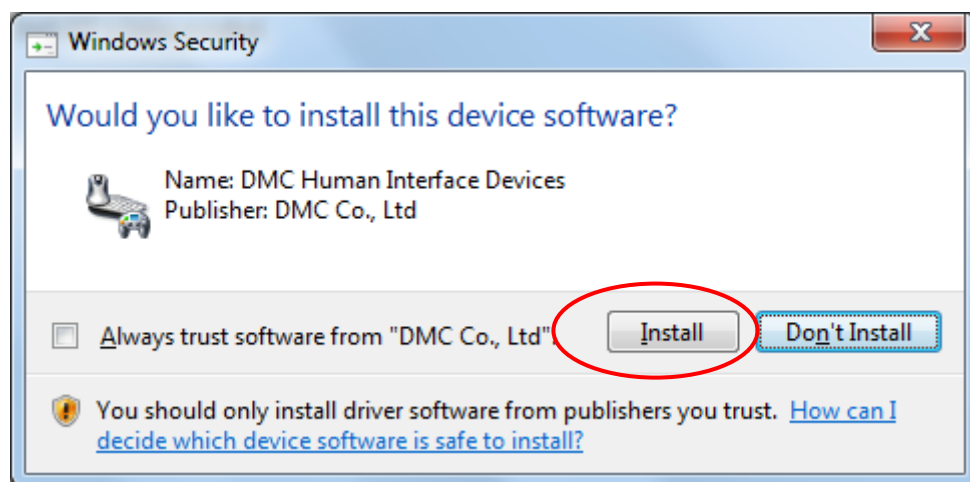 Windows Security
Would you like to install this device software?
Name: DMC Human Interface Devices
Publisher: DMC Co., Ltd
Always trust software from "DMC Co., Ltd".
Install
Don't Install
You should only install driver software from publishers you trust. How can I
decide which device software is safe to install?